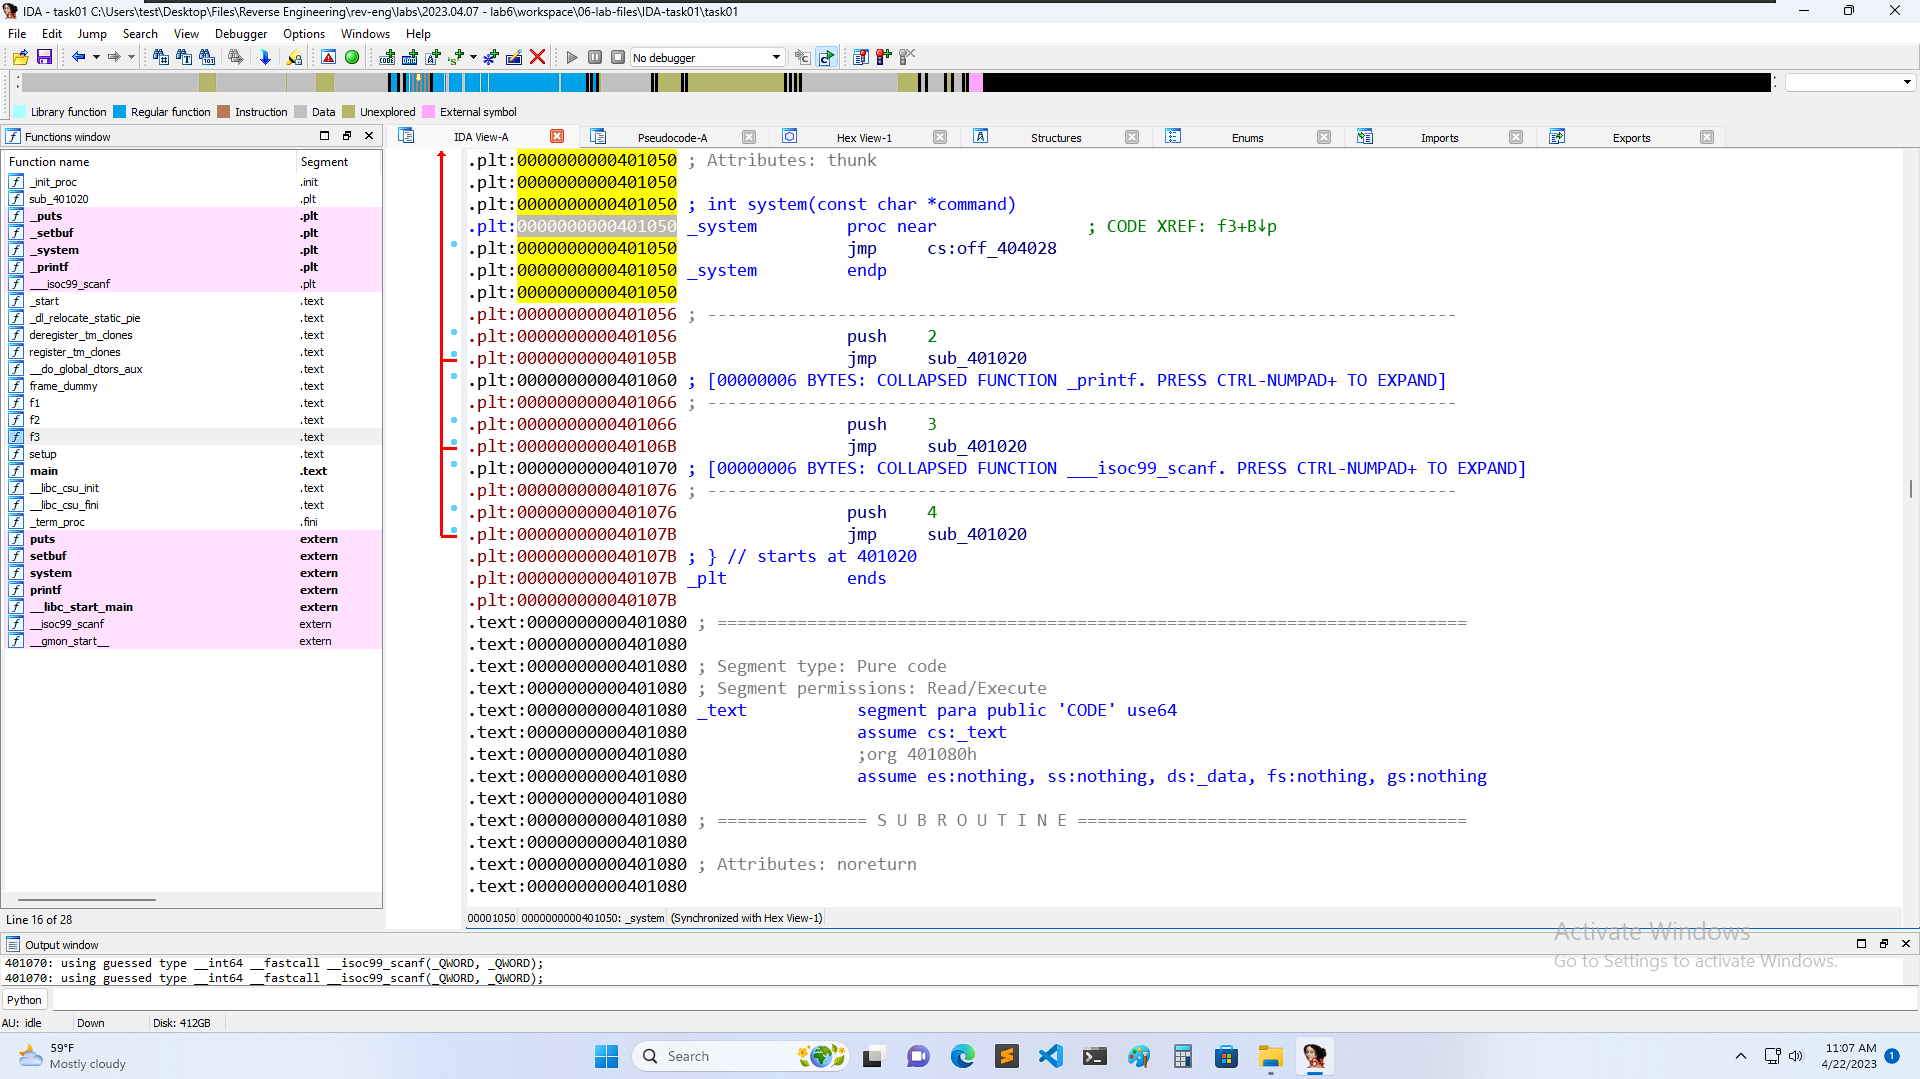 IDA - task01 C:\Users\test\Desktop\Files\Reverse Engineering\rev-eng\labs\2023.04.07 - lab6\workspace\06-lab-files\IDA-task01\task01
File Edit Jump Search View Debugger Options Windows Help
No debugger
Library function Regular function Instruction Data Unexplored External symbol
Functions window
Function name Segment
_init_proc .init
sub_401020 .plt
_puts .plt
_setbuf .plt
_system .plt
_printf .plt
___isoc99_scanf .plt
_start .text
_dl_relocate_static_pie .text
deregister_tm_clones .text
register_tm_clones .text
__do_global_dtors_aux .text
frame_dummy .text
f1 .text
f2 .text
f3 .text
setup .text
main .text
__libc_csu_init .text
__libc_csu_fini .text
_term_proc .fini
puts extern
setbuf extern
system extern
printf extern
__libc_start_main extern
__isoc99_scanf extern
__gmon_start__ extern
Line 16 of 28
IDA View-A Pseudocode-A Hex View-1 Structures Enums Imports Exports
.plt:0000000000401050 ; Attributes: thunk
.plt:0000000000401050
.plt:0000000000401050 ; int system(const char *command)
.plt:0000000000401050 _system proc near ; CODE XREF: f3+B↓p
.plt:0000000000401050 jmp cs:off_404028
.plt:0000000000401050 _system endp
.plt:0000000000401050
.plt:0000000000401056 ; ---------------------------------------------------------------------------
.plt:0000000000401056 push 2
.plt:000000000040105B jmp sub_401020
.plt:0000000000401060 ; [00000006 BYTES: COLLAPSED FUNCTION _printf. PRESS CTRL-NUMPAD+ TO EXPAND]
.plt:0000000000401066 ; ---------------------------------------------------------------------------
.plt:0000000000401066 push 3
.plt:000000000040106B jmp sub_401020
.plt:0000000000401070 ; [00000006 BYTES: COLLAPSED FUNCTION ___isoc99_scanf. PRESS CTRL-NUMPAD+ TO EXPAND]
.plt:0000000000401076 ; ---------------------------------------------------------------------------
.plt:0000000000401076 push 4
.plt:000000000040107B jmp sub_401020
.plt:000000000040107B ; } // starts at 401020
.plt:000000000040107B _plt ends
.plt:000000000040107B
.text:0000000000401080 ; ===========================================================================
.text:0000000000401080
.text:0000000000401080 ; Segment type: Pure code
.text:0000000000401080 ; Segment permissions: Read/Execute
.text:0000000000401080 _text segment para public 'CODE' use64
.text:0000000000401080 assume cs:_text
.text:0000000000401080 ;org 401080h
.text:0000000000401080 assume es:nothing, ss:nothing, ds:_data, fs:nothing, gs:nothing
.text:0000000000401080
.text:0000000000401080 ; =============== S U B R O U T I N E =======================================
.text:0000000000401080
.text:0000000000401080 ; Attributes: noreturn
.text:0000000000401080
00001050 0000000000401050: _system (Synchronized with Hex View-1)
Activate Windows
Go to Settings to activate Windows.
Output window
401070: using guessed type __int64 __fastcall __isoc99_scanf(_QWORD, _QWORD);
401070: using guessed type __int64 __fastcall __isoc99_scanf(_QWORD, _QWORD);
Python
AU: idle Down Disk: 412GB
59°F
Mostly cloudy
Search
11:07 AM
4/22/2023
1